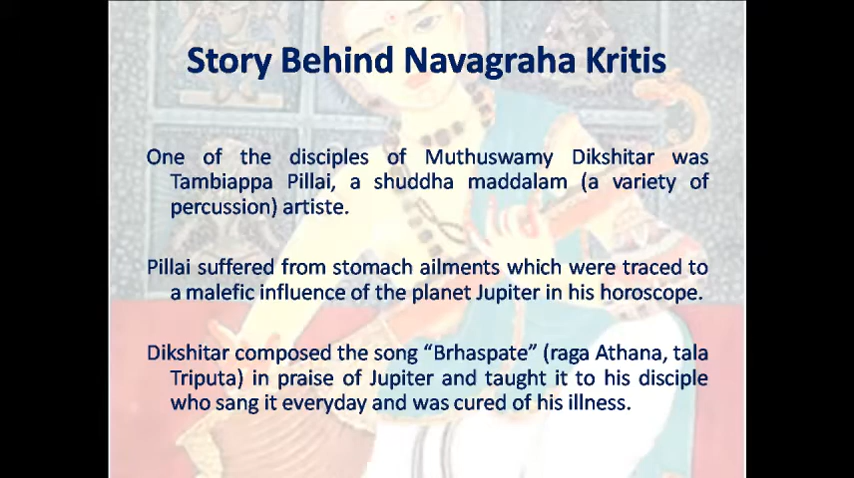 Story Behind Navagraha Kritis
One of the disciples of Muthuswamy Dikshitar was
Tambiappa Pillai, a shuddha maddalam (a variety of
percussion) artiste.
Pillai suffered from stomach ailments which were traced to
a malefic influence of the planet Jupiter in his horoscope.
Dikshitar composed the song “Brhaspate” (raga Athana, tala
Triputa) in praise of Jupiter and taught it to his disciple
who sang it everyday and was cured of his illness.